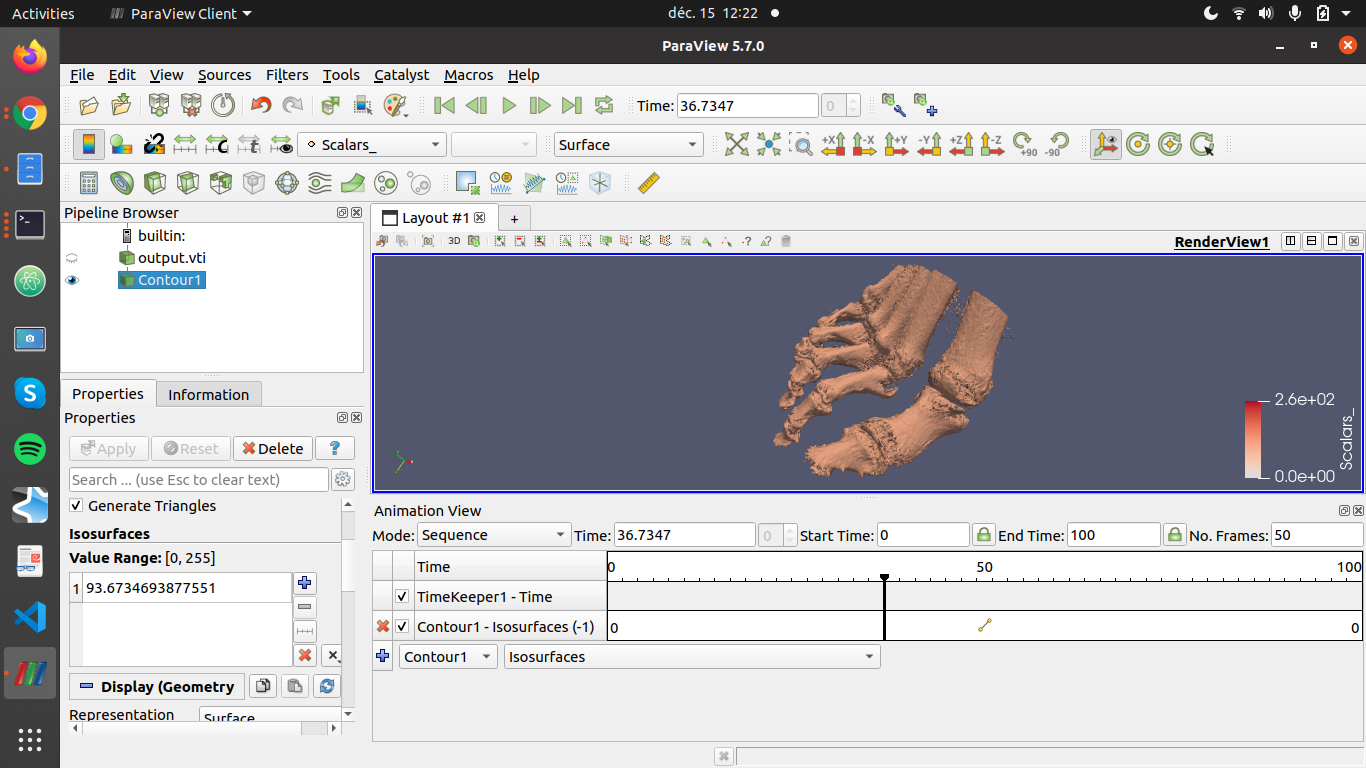 Activities ParaView Client déc. 15 12:22
ParaView 5.7.0
File Edit View Sources Filters Tools Catalyst Macros Help
Time: 36.7347 0
Scalars_ Surface +X -X +Y -Y +Z -Z +90 -90
Pipeline Browser
builtin:
output.vti
Contour1
Layout #1 +
3D RenderView1
2.6e+02
0.0e+00
Scalars_
Properties Information
Properties
Apply Reset Delete ?
Search ... (use Esc to clear text)
Generate Triangles
Isosurfaces
Value Range: [0, 255]
1 93.6734693877551
Display (Geometry
Representation Surface
Animation View
Mode: Sequence Time: 36.7347 0 Start Time: 0 End Time: 100 No. Frames: 50
Time 0 50 100
TimeKeeper1 - Time
Contour1 - Isosurfaces (-1) 0 0
Contour1 Isosurfaces